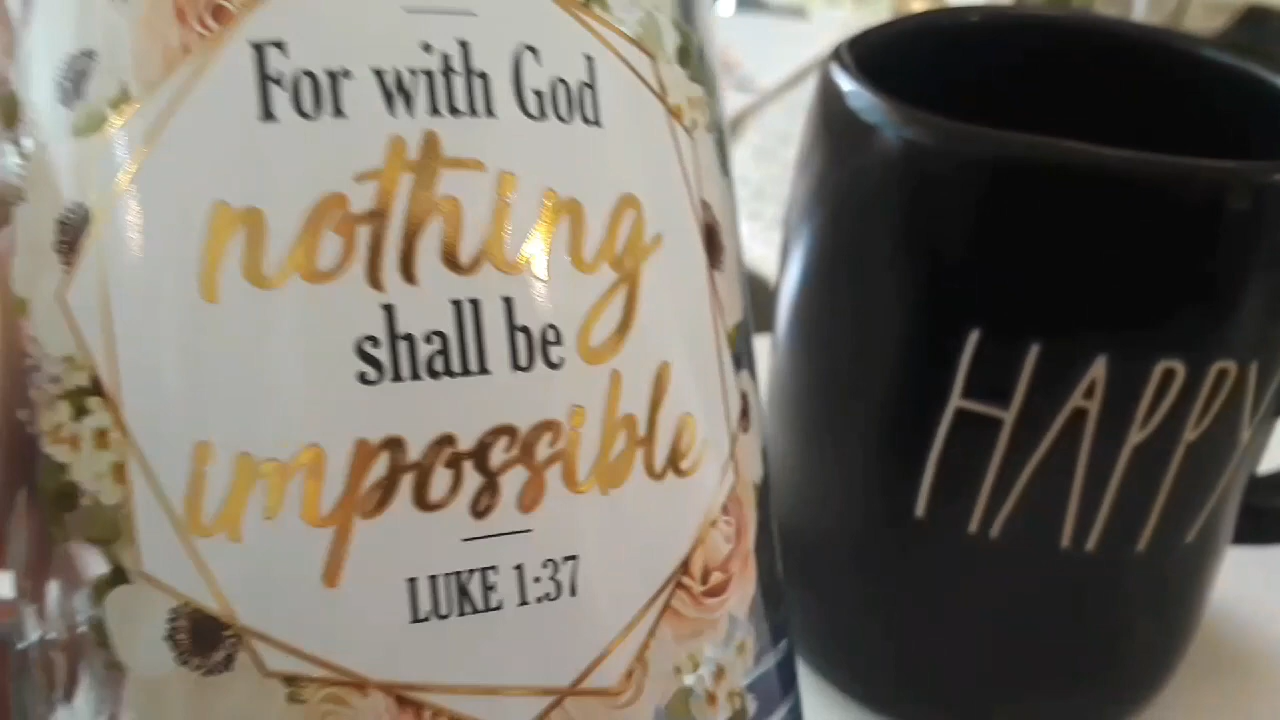 For with God
nothing
shall be
impossible
LUKE 1:37
HAPPY